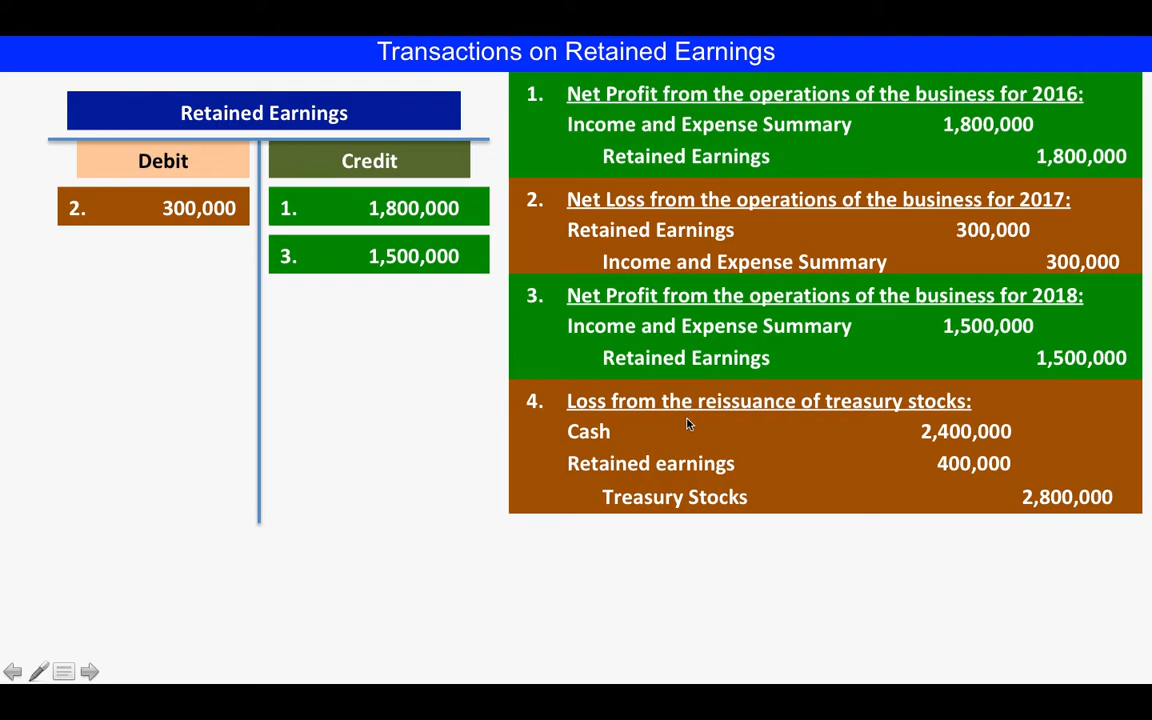 Transactions on Retained Earnings
Retained Earnings
Debit Credit
2. 300,000 1. 1,800,000
3. 1,500,000
1. Net Profit from the operations of the business for 2016:
Income and Expense Summary 1,800,000
Retained Earnings 1,800,000
2. Net Loss from the operations of the business for 2017:
Retained Earnings 300,000
Income and Expense Summary 300,000
3. Net Profit from the operations of the business for 2018:
Income and Expense Summary 1,500,000
Retained Earnings 1,500,000
4. Loss from the reissuance of treasury stocks:
Cash 2,400,000
Retained earnings 400,000
Treasury Stocks 2,800,000